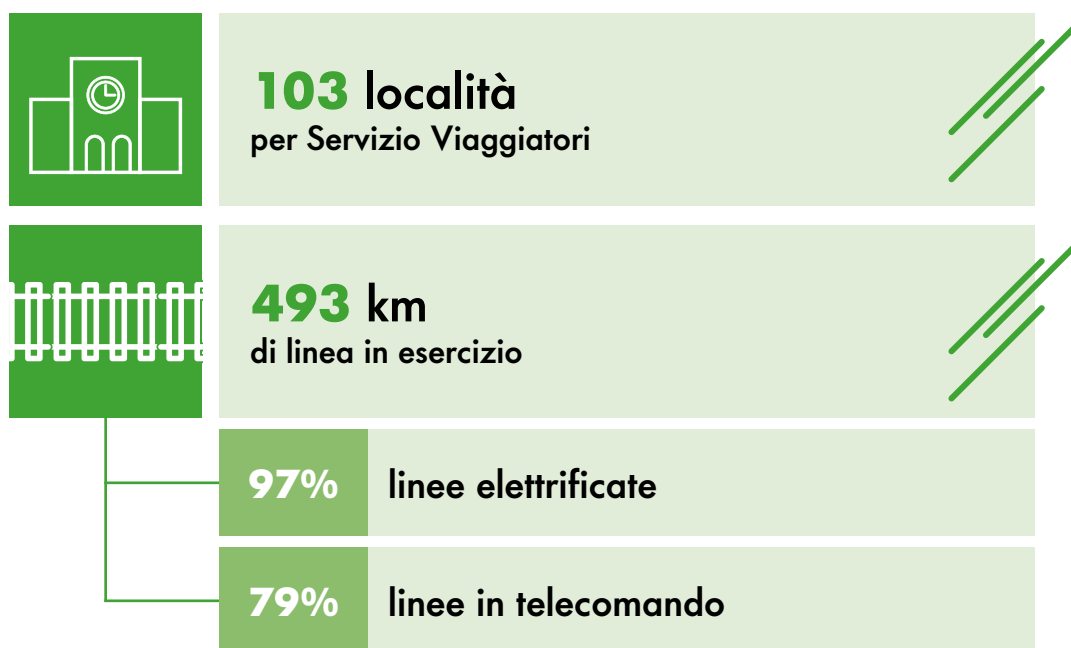 103 località
per Servizio Viaggiatori
493 km
di linea in esercizio
97% linee elettrificate
79% linee in telecomando